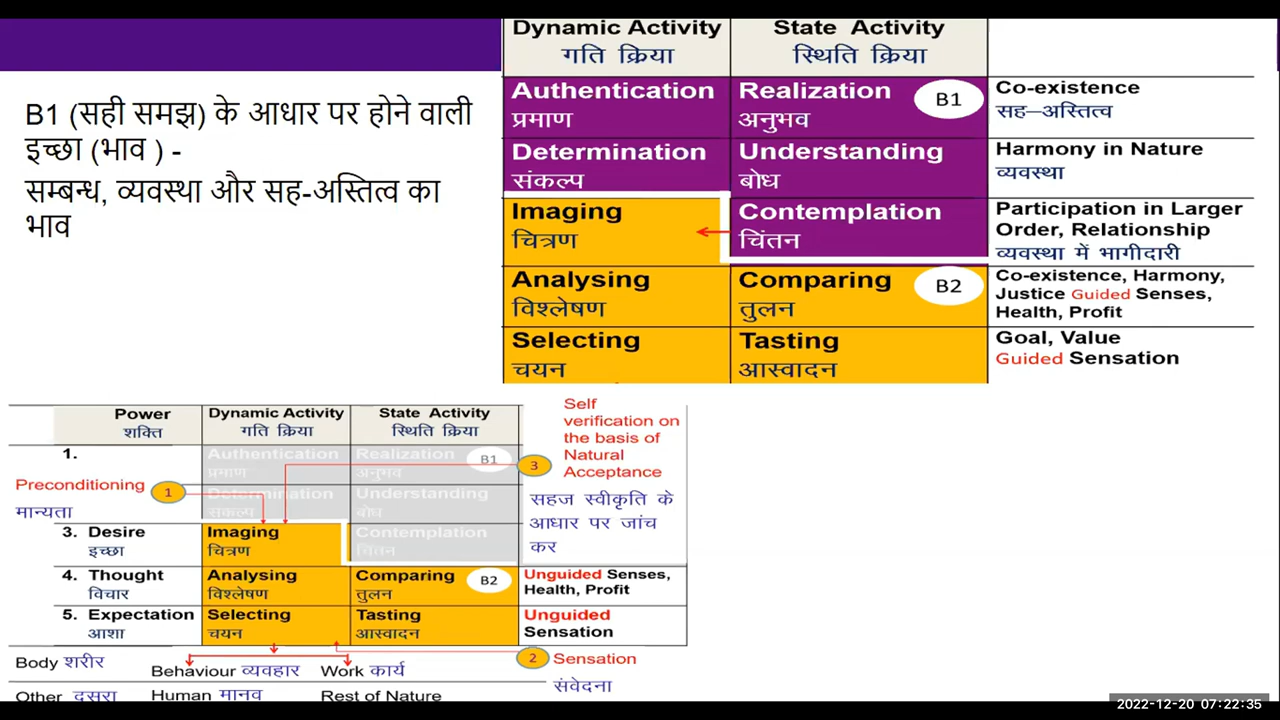 B1 (सही समझ) के आधार पर होने वाली
इच्छा (भाव ) -
सम्बन्ध, व्यवस्था और सह-अस्तित्व का
भाव
Dynamic Activity State Activity
गति क्रिया स्थिति क्रिया
Authentication Realization B1 Co-existence
प्रमाण अनुभव सह–अस्तित्व
Determination Understanding Harmony in Nature
संकल्प बोध व्यवस्था
Imaging Contemplation Participation in Larger
Order, Relationship
चित्रण चिंतन व्यवस्था में भागीदारी
Analysing Comparing B2 Co-existence, Harmony,
Justice Guided Senses,
विश्लेषण तुलन Health, Profit
Selecting Tasting Goal, Value
चयन आस्वादन Guided Sensation
Power Dynamic Activity State Activity
शक्ति गति क्रिया स्थिति क्रिया
1. Authentication Realization B1
प्रमाण अनुभव
Preconditioning 1 Determination Understanding
मान्यता संकल्प बोध
3. Desire Imaging Contemplation
इच्छा चित्रण चिंतन
4. Thought Analysing Comparing B2 Unguided Senses,
विचार विश्लेषण तुलन Health, Profit
5. Expectation Selecting Tasting Unguided
आशा चयन आस्वादन Sensation
Self
verification on
the basis of
Natural
3 Acceptance
सहज स्वीकृति के
आधार पर जांच
कर
Body शरीर Behaviour व्यवहार Work कार्य 2 Sensation
संवेदना
Other दूसरा Human मानव Rest of Nature
2022-12-20 07:22:35